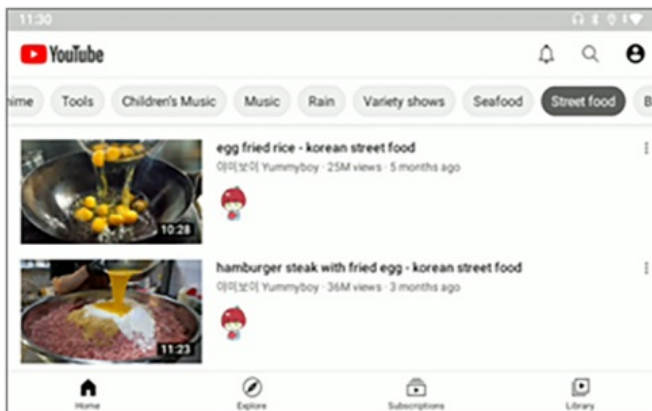 11:30
YouTube
nime Tools Children's Music Music Rain Variety shows Seafood Street food B
egg fried rice - korean street food
야미보이 Yummyboy · 25M views · 5 months ago
10:28
hamburger steak with fried egg - korean street food
야미보이 Yummyboy · 36M views · 3 months ago
11:23
Home Explore Subscriptions Library